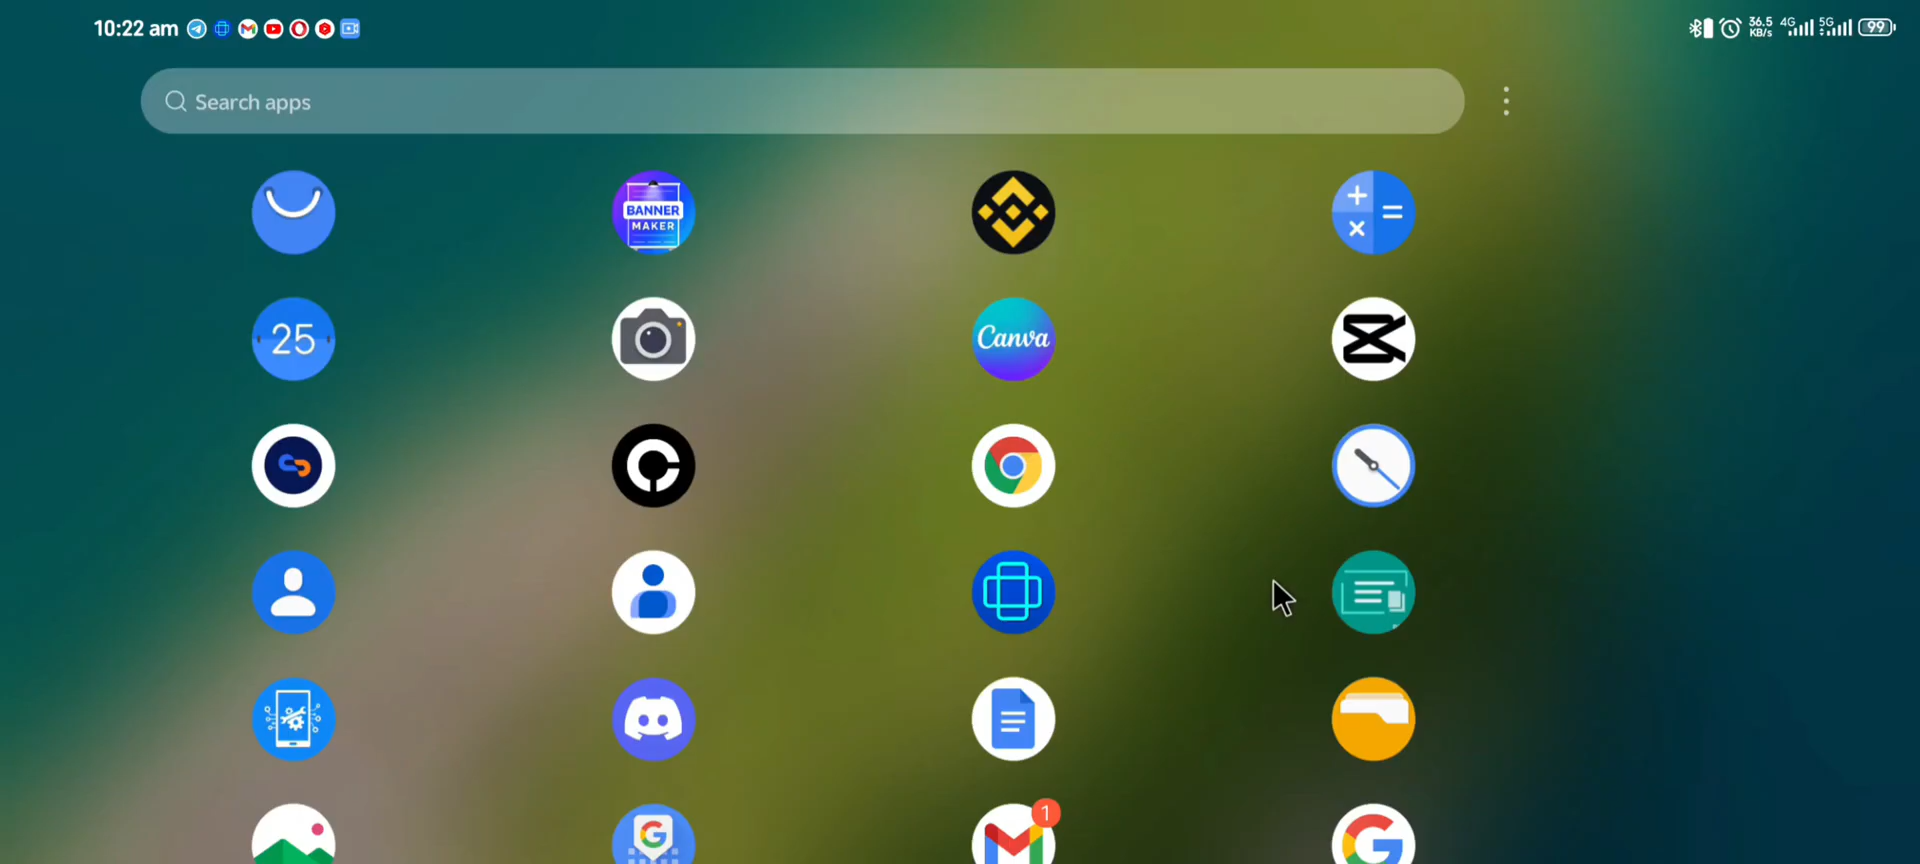 10:22 am
36.5
KB/s
4G
5G
99
Search apps
BANNER
MAKER
25
Canva
1